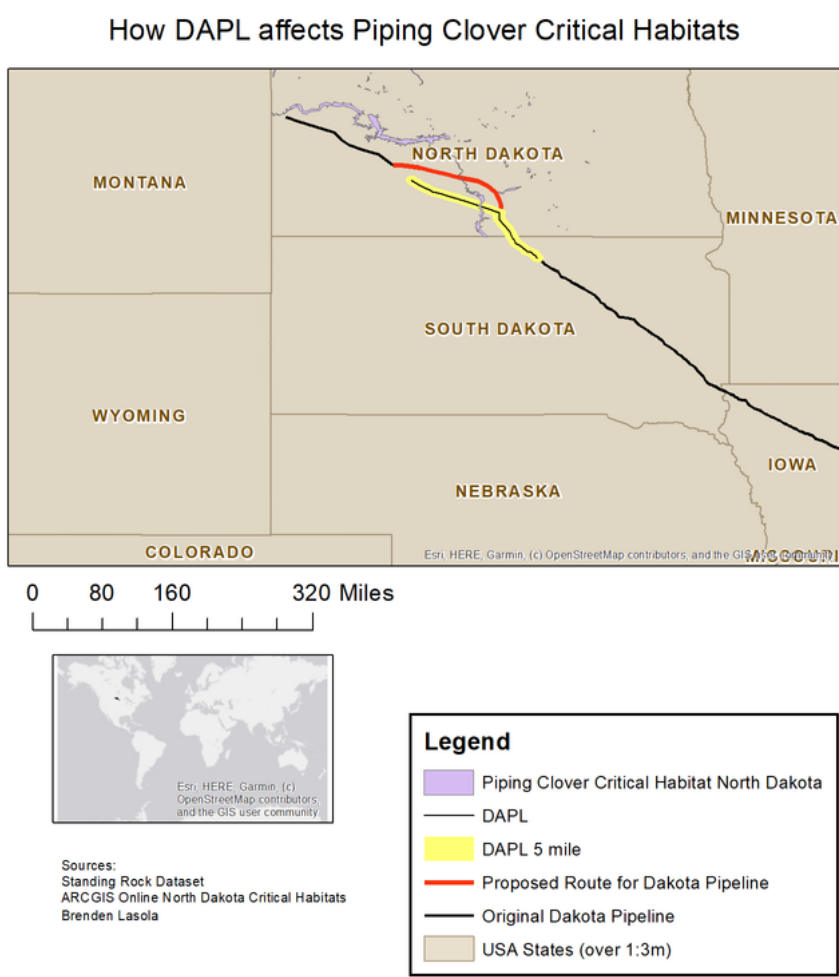 How DAPL affects Piping Clover Critical Habitats
NORTH DAKOTA
MONTANA
MINNESOTA
SOUTH DAKOTA
WYOMING
IOWA
NEBRASKA
COLORADO
Esri, HERE, Garmin, (c) OpenStreetMap contributors, and the GIS user community
MISSOURI
0 80 160 320 Miles
Esri, HERE, Garmin, (c)
OpenStreetMap contributors,
and the GIS user community
Legend
Piping Clover Critical Habitat North Dakota
DAPL
DAPL 5 mile
Proposed Route for Dakota Pipeline
Original Dakota Pipeline
USA States (over 1:3m)
Sources:
Standing Rock Dataset
ARCGIS Online North Dakota Critical Habitats
Brenden Lasola